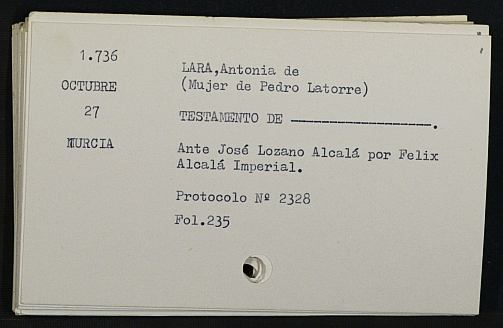 1.736
OCTUBRE
27
MURCIA
LARA,Antonia de
(Mujer de Pedro Latorre)
TESTAMENTO DE --------------------.
Ante José Lozano Alcalá por Felix
Alcalá Imperial.
Protocolo Nº 2328
Fol.235